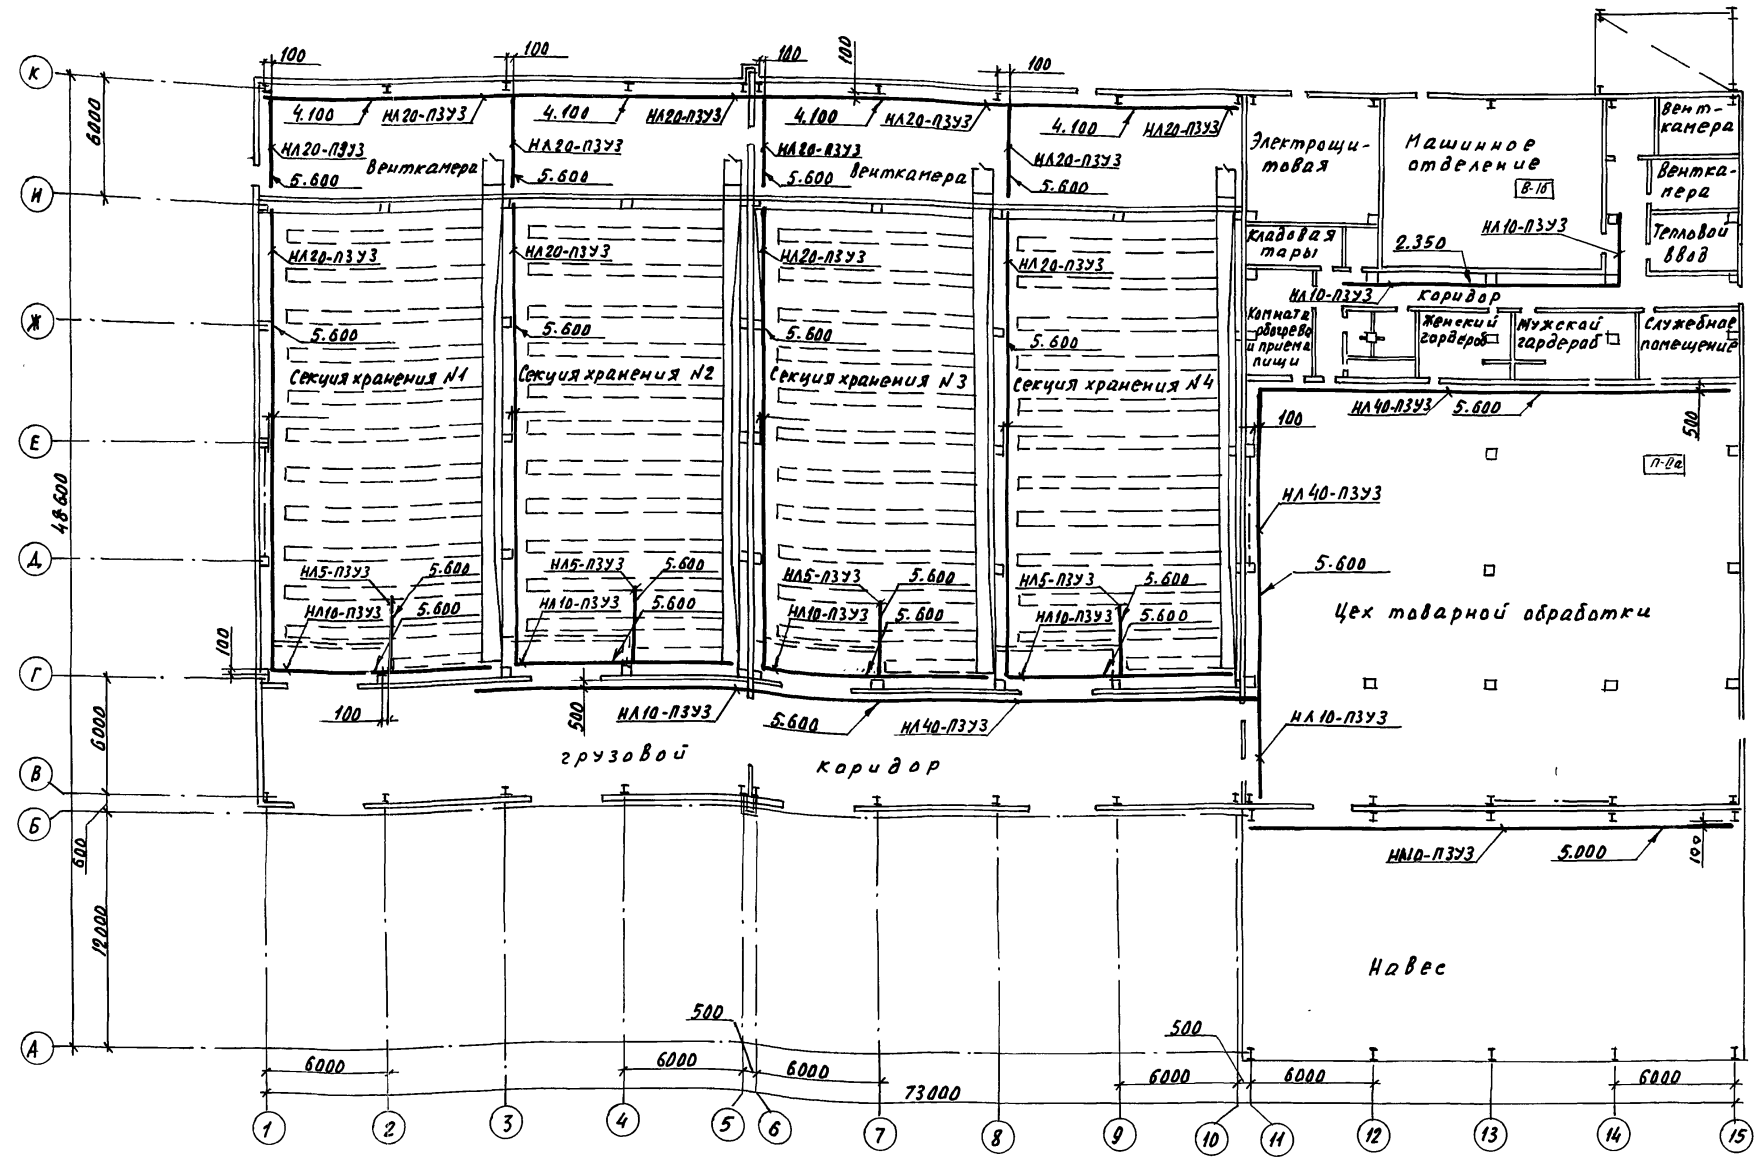 100
100
100
100
100
К
4.100
НЛ20-П3У3
4.100
НЛ20-П3У3
4.100
НЛ20-П3У3
4.100
НЛ20-П3У3
6000
НЛ20-П3У3
Венткамера
НЛ20-П3У3
НЛ20-П3У3
Венткамера
НЛ20-П3У3
5.600
5.600
5.600
5.600
Электрощи-
товая
Машинное
отделение
В-1б
Вент-
камера
Венткамера
Тепловой
ввод
И
НЛ20-П3У3
НЛ20-П3У3
НЛ20-П3У3
НЛ20-П3У3
Кладовая
тары
2.350
НЛ10-П3У3
НЛ10-П3У3
коридор
Ж
5.600
5.600
5.600
5.600
Комната
обогрева
и приема
пищи
Женский
гардероб
Мужской
гардероб
Служебное
помещение
Секция хранения N1
Секция хранения N2
Секция хранения N3
Секция хранения N4
НЛ40-П3У3
5.600
500
100
Е
П-IIа
48600
НЛ40-П3У3
Д
НЛ5-П3У3
5.600
НЛ5-П3У3
5.600
НЛ5-П3У3
5.600
НЛ5-П3У3
5.600
5.600
НЛ10-П3У3
5.600
НЛ10-П3У3
5.600
НЛ10-П3У3
5.600
НЛ10-П3У3
5.600
Цех товарной обработки
100
Г
100
500
НЛ10-П3У3
5.600
НЛ40-П3У3
НЛ10-П3У3
6000
грузовой
коридор
В
Б
600
НЛ10-П3У3
5.000
100
12000
Навес
500
500
А
6000
6000
6000
6000
6000
6000
73000
1
2
3
4
5
6
7
8
9
10
11
12
13
14
15